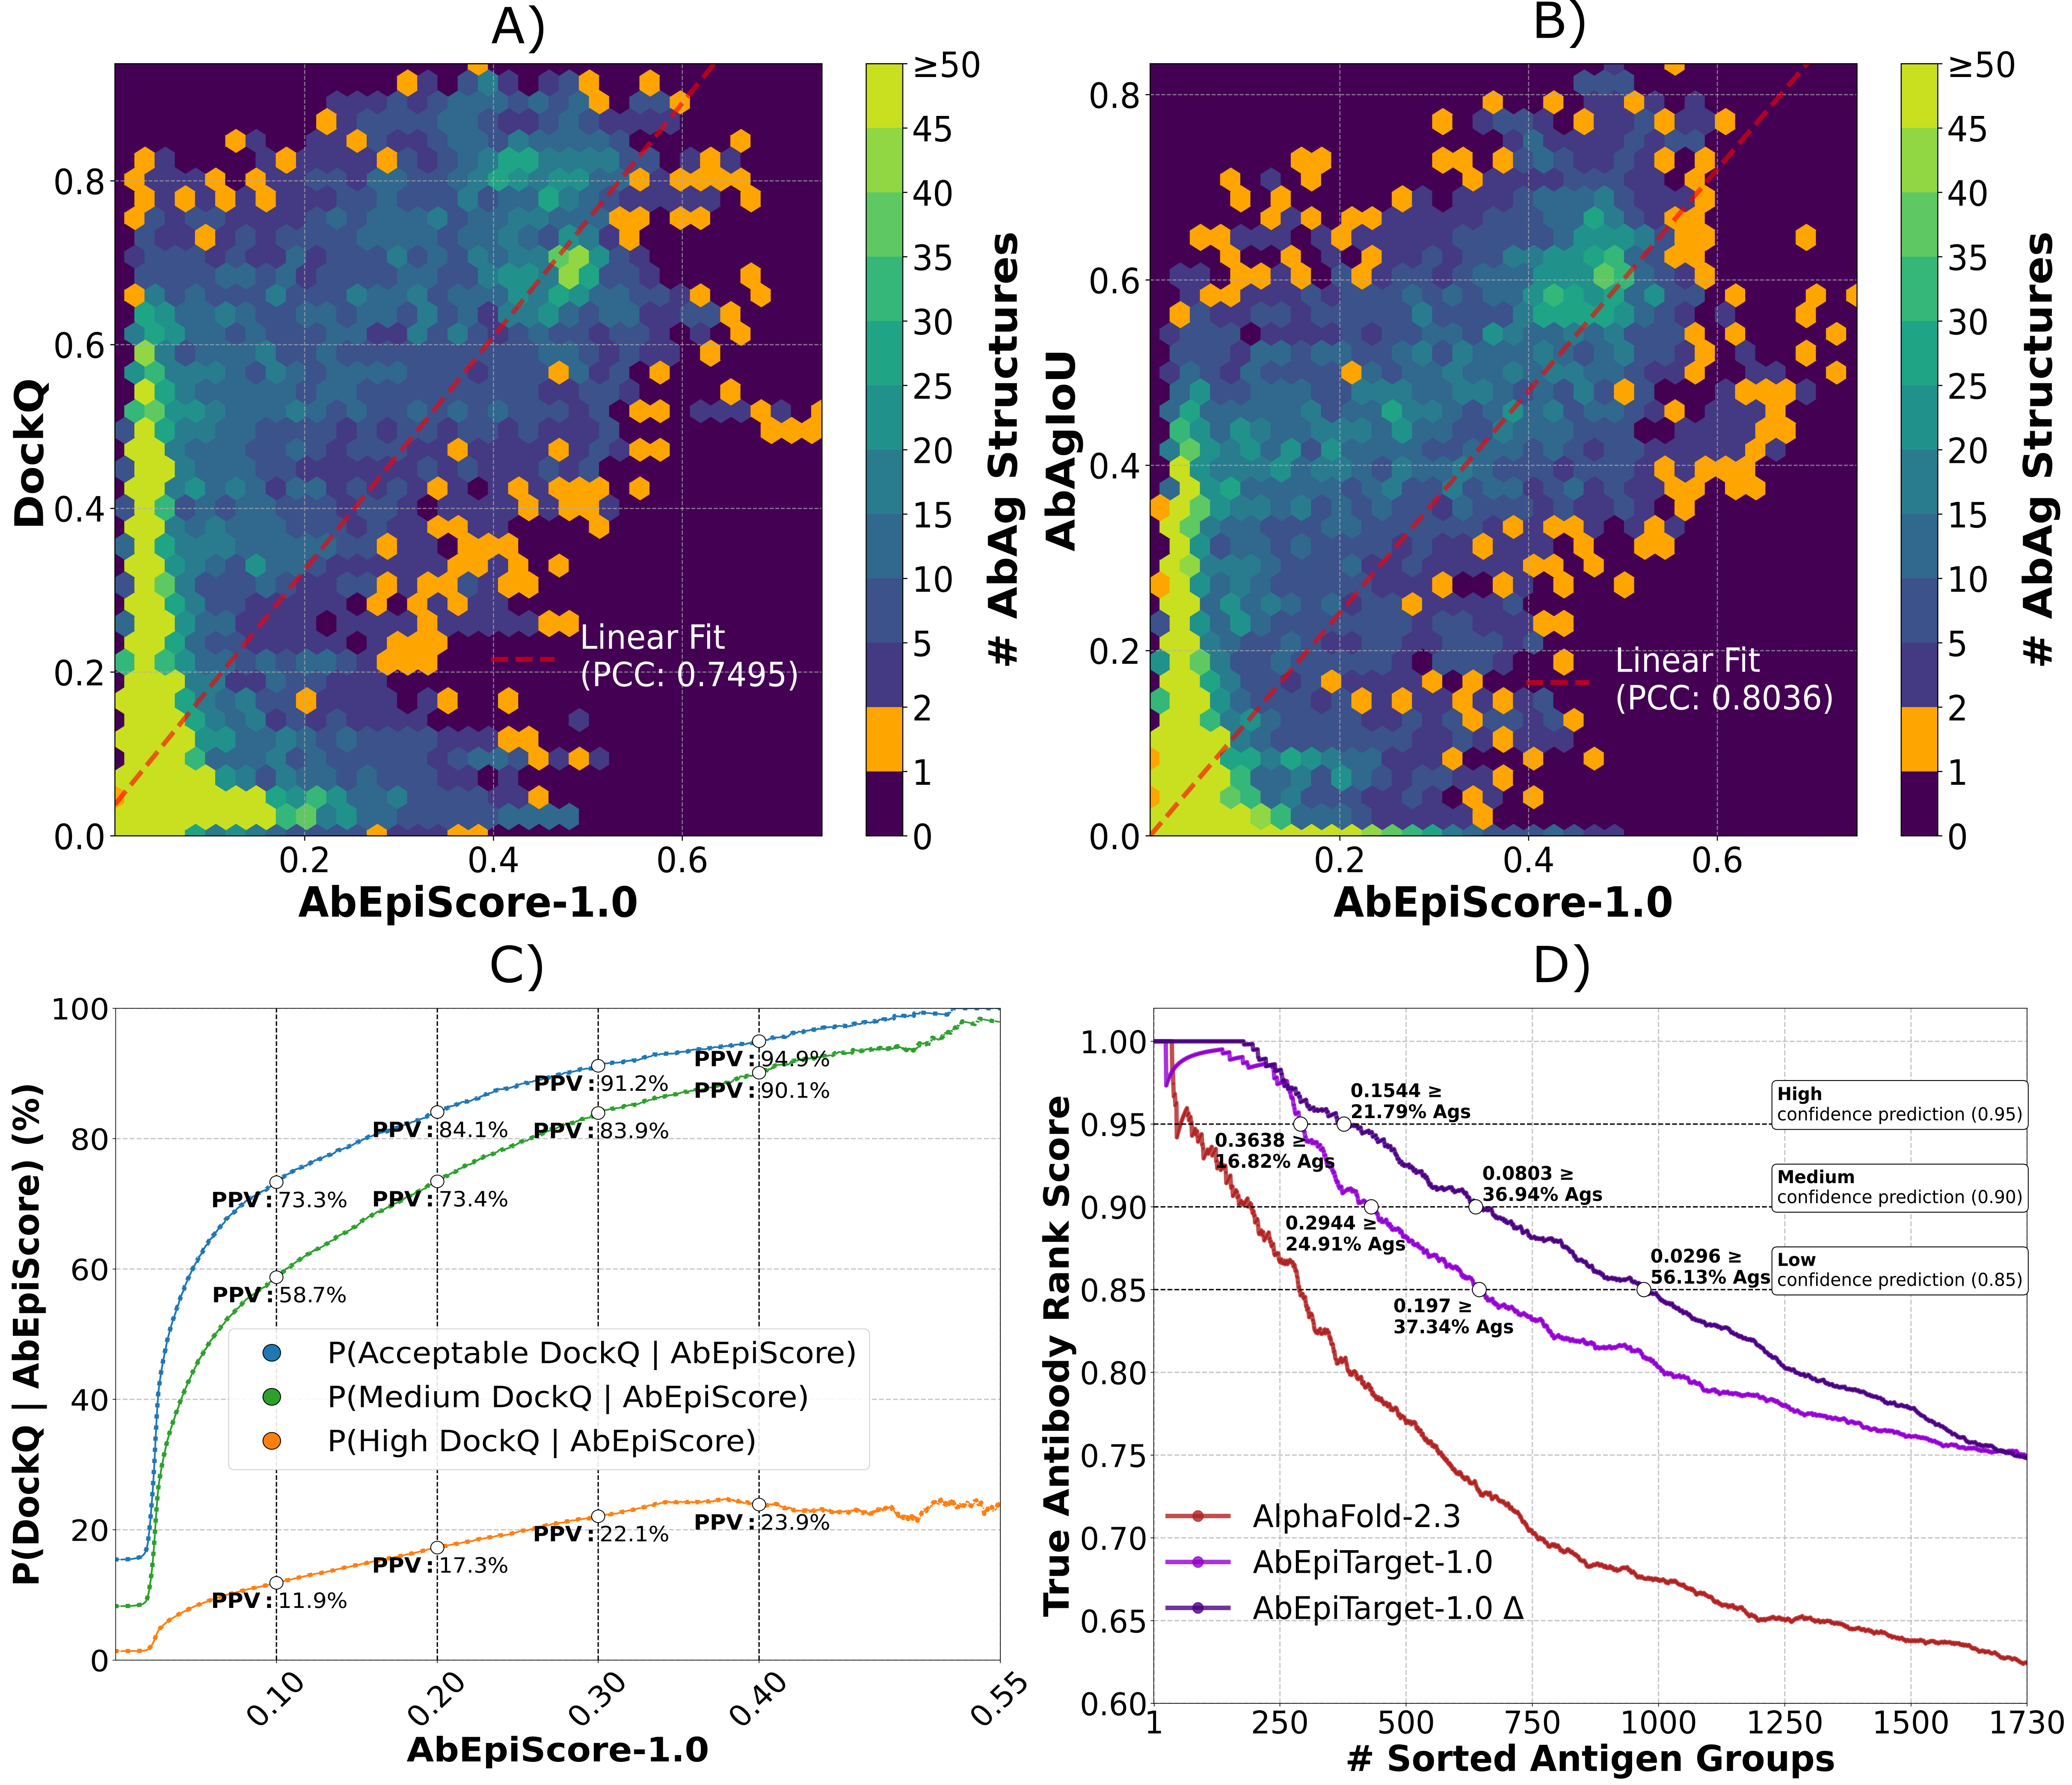 A)
DockQ
0.8
0.6
0.4
0.2
0.0
0.2
0.4
0.6
AbEpiScore-1.0
Linear Fit
(PCC: 0.7495)
≥50
45
40
35
30
25
20
15
10
5
2
1
0
# AbAg Structures
B)
AbAgIoU
0.8
0.6
0.4
0.2
0.0
0.2
0.4
0.6
AbEpiScore-1.0
Linear Fit
(PCC: 0.8036)
≥50
45
40
35
30
25
20
15
10
5
2
1
0
# AbAg Structures
C)
P(DockQ | AbEpiScore) (%)
100
80
60
40
20
0
PPV: 94.9%
PPV: 91.2%
PPV: 90.1%
PPV: 84.1%
PPV: 83.9%
PPV: 73.3%
PPV: 73.4%
PPV: 58.7%
P(Acceptable DockQ | AbEpiScore)
P(Medium DockQ | AbEpiScore)
P(High DockQ | AbEpiScore)
PPV: 23.9%
PPV: 22.1%
PPV: 17.3%
PPV: 11.9%
0.10
0.20
0.30
0.40
0.55
AbEpiScore-1.0
D)
True Antibody Rank Score
1.00
0.95
0.90
0.85
0.80
0.75
0.70
0.65
0.60
0.1544 ≥
21.79% Ags
High
confidence prediction (0.95)
0.3638 ≥
16.82% Ags
0.0803 ≥
36.94% Ags
Medium
confidence prediction (0.90)
0.2944 ≥
24.91% Ags
0.0296 ≥
56.13% Ags
Low
confidence prediction (0.85)
0.197 ≥
37.34% Ags
AlphaFold-2.3
AbEpiTarget-1.0
AbEpiTarget-1.0 Δ
1
250
500
750
1000
1250
1500
1730
# Sorted Antigen Groups